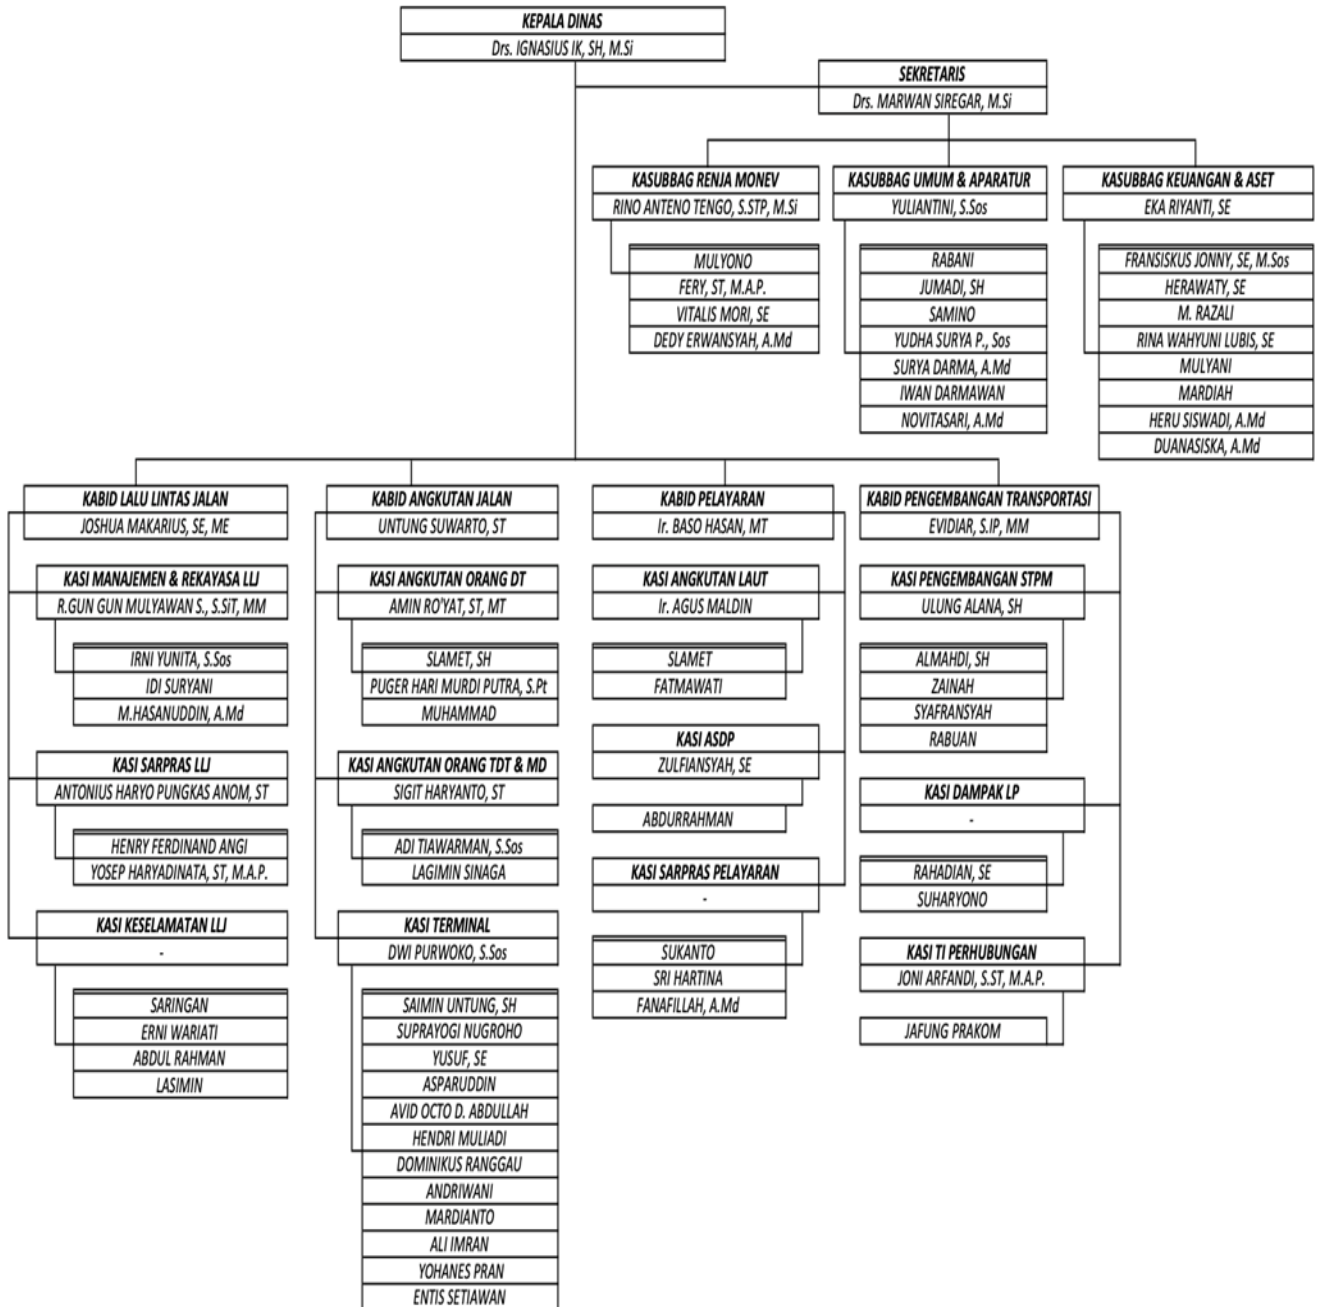 KEPALA DINAS
Drs. IGNASIUS IK, SH, M.Si
SEKRETARIS
Drs. MARWAN SIREGAR, M.Si
KASUBBAG RENJA MONEV
RINO ANTENO TENGO, S.STP, M.Si
MULYONO
FERY, ST, M.A.P.
VITALIS MORI, SE
DEDY ERWANSYAH, A.Md
KASUBBAG UMUM & APARATUR
YULIANTINI, S.Sos
RABANI
JUMADI, SH
SAMINO
YUDHA SURYA P., Sos
SURYA DARMA, A.Md
IWAN DARMAWAN
NOVITASARI, A.Md
KASUBBAG KEUANGAN & ASET
EKA RIYANTI, SE
FRANSISKUS JONNY, SE, M.Sos
HERAWATY, SE
M. RAZALI
RINA WAHYUNI LUBIS, SE
MULYANI
MARDIAH
HERU SISWADI, A.Md
DUANASISKA, A.Md
KABID LALU LINTAS JALAN
JOSHUA MAKARIUS, SE, ME
KASI MANAJEMEN & REKAYASA LLJ
R.GUN GUN MULYAWAN S., S.SiT, MM
IRNI YUNITA, S.Sos
IDI SURYANI
M.HASANUDDIN, A.Md
KASI SARPRAS LLJ
ANTONIUS HARYO PUNGKAS ANOM, ST
HENRY FERDINAND ANGI
YOSEP HARYADINATA, ST, M.A.P.
KASI KESELAMATAN LLJ
-
SARINGAN
ERNI WARIATI
ABDUL RAHMAN
LASIMIN
KABID ANGKUTAN JALAN
UNTUNG SUWARTO, ST
KASI ANGKUTAN ORANG DT
AMIN RO'YAT, ST, MT
SLAMET, SH
PUGER HARI MURDI PUTRA, S.Pt
MUHAMMAD
KASI ANGKUTAN ORANG TDT & MD
SIGIT HARYANTO, ST
ADI TIAWARMAN, S.Sos
LAGIMIN SINAGA
KASI TERMINAL
DWI PURWOKO, S.Sos
SAIMIN UNTUNG, SH
SUPRAYOGI NUGROHO
YUSUF, SE
ASPARUDDIN
AVID OCTO D. ABDULLAH
HENDRI MULIADI
DOMINIKUS RANGGAU
ANDRIWANI
MARDIANTO
ALI IMRAN
YOHANES PRAN
ENTIS SETIAWAN
KABID PELAYARAN
Ir. BASO HASAN, MT
KASI ANGKUTAN LAUT
Ir. AGUS MALDIN
SLAMET
FATMAWATI
KASI ASDP
ZULFIANSYAH, SE
ABDURRAHMAN
KASI SARPRAS PELAYARAN
-
SUKANTO
SRI HARTINA
FANAFILLAH, A.Md
KABID PENGEMBANGAN TRANSPORTASI
EVIDIAR, S.IP, MM
KASI PENGEMBANGAN STPM
ULUNG ALANA, SH
ALMAHDI, SH
ZAINAH
SYAFRANSYAH
RABUAN
KASI DAMPAK LP
-
RAHADIAN, SE
SUHARYONO
KASI TI PERHUBUNGAN
JONI ARFANDI, S.ST, M.A.P.
JAFUNG PRAKOM